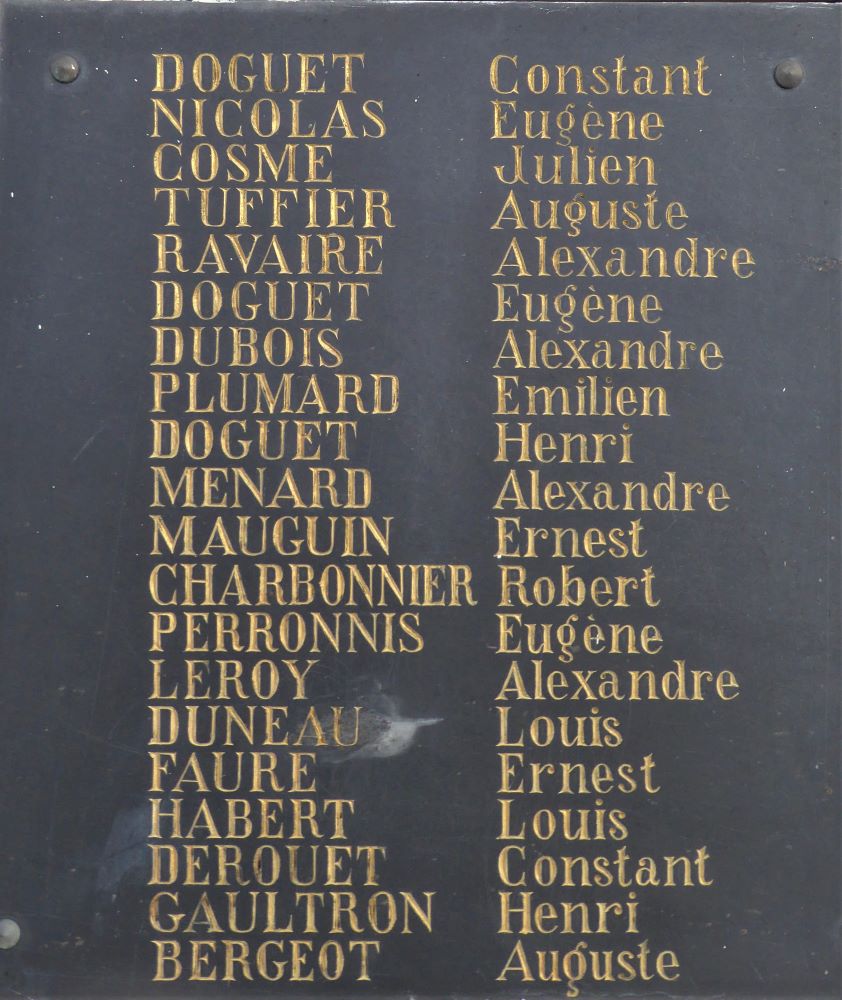 DOGUET Constant
NICOLAS Eugène
COSME Julien
TUFFIER Auguste
RAVAIRE Alexandre
DOGUET Eugène
DUBOIS Alexandre
PLUMARD Emilien
DOGUET Henri
MENARD Alexandre
MAUGUIN Ernest
CHARBONNIER Robert
PERRONNIS Eugène
LEROY Alexandre
DUNEAU Louis
FAURE Ernest
HABERT Louis
DEROUET Constant
GAULTRON Henri
BERGEOT Auguste